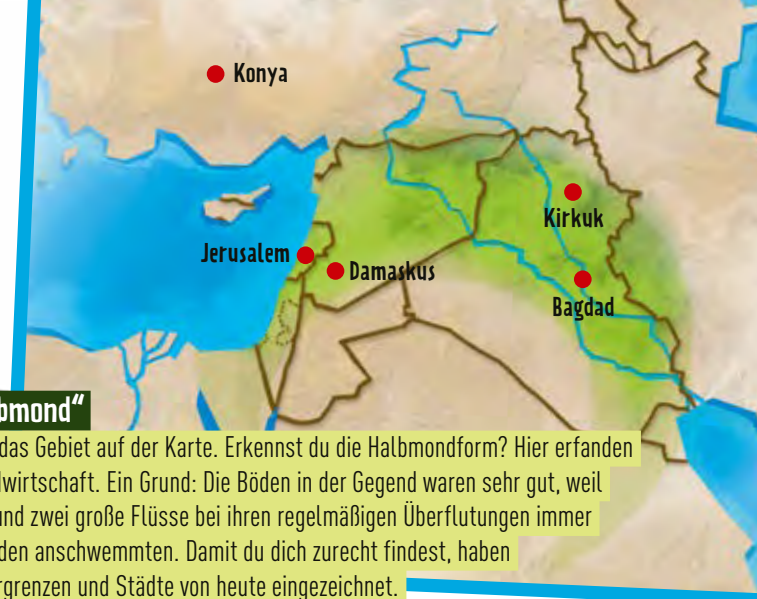 Konya
Kirkuk
Jerusalem
Damaskus
Bagdad
bmond“
das Gebiet auf der Karte. Erkennst du die Halbmondform? Hier erfanden
dwirtschaft. Ein Grund: Die Böden in der Gegend waren sehr gut, weil
und zwei große Flüsse bei ihren regelmäßigen Überflutungen immer
den anschwemmten. Damit du dich zurecht findest, haben
rgrenzen und Städte von heute eingezeichnet.